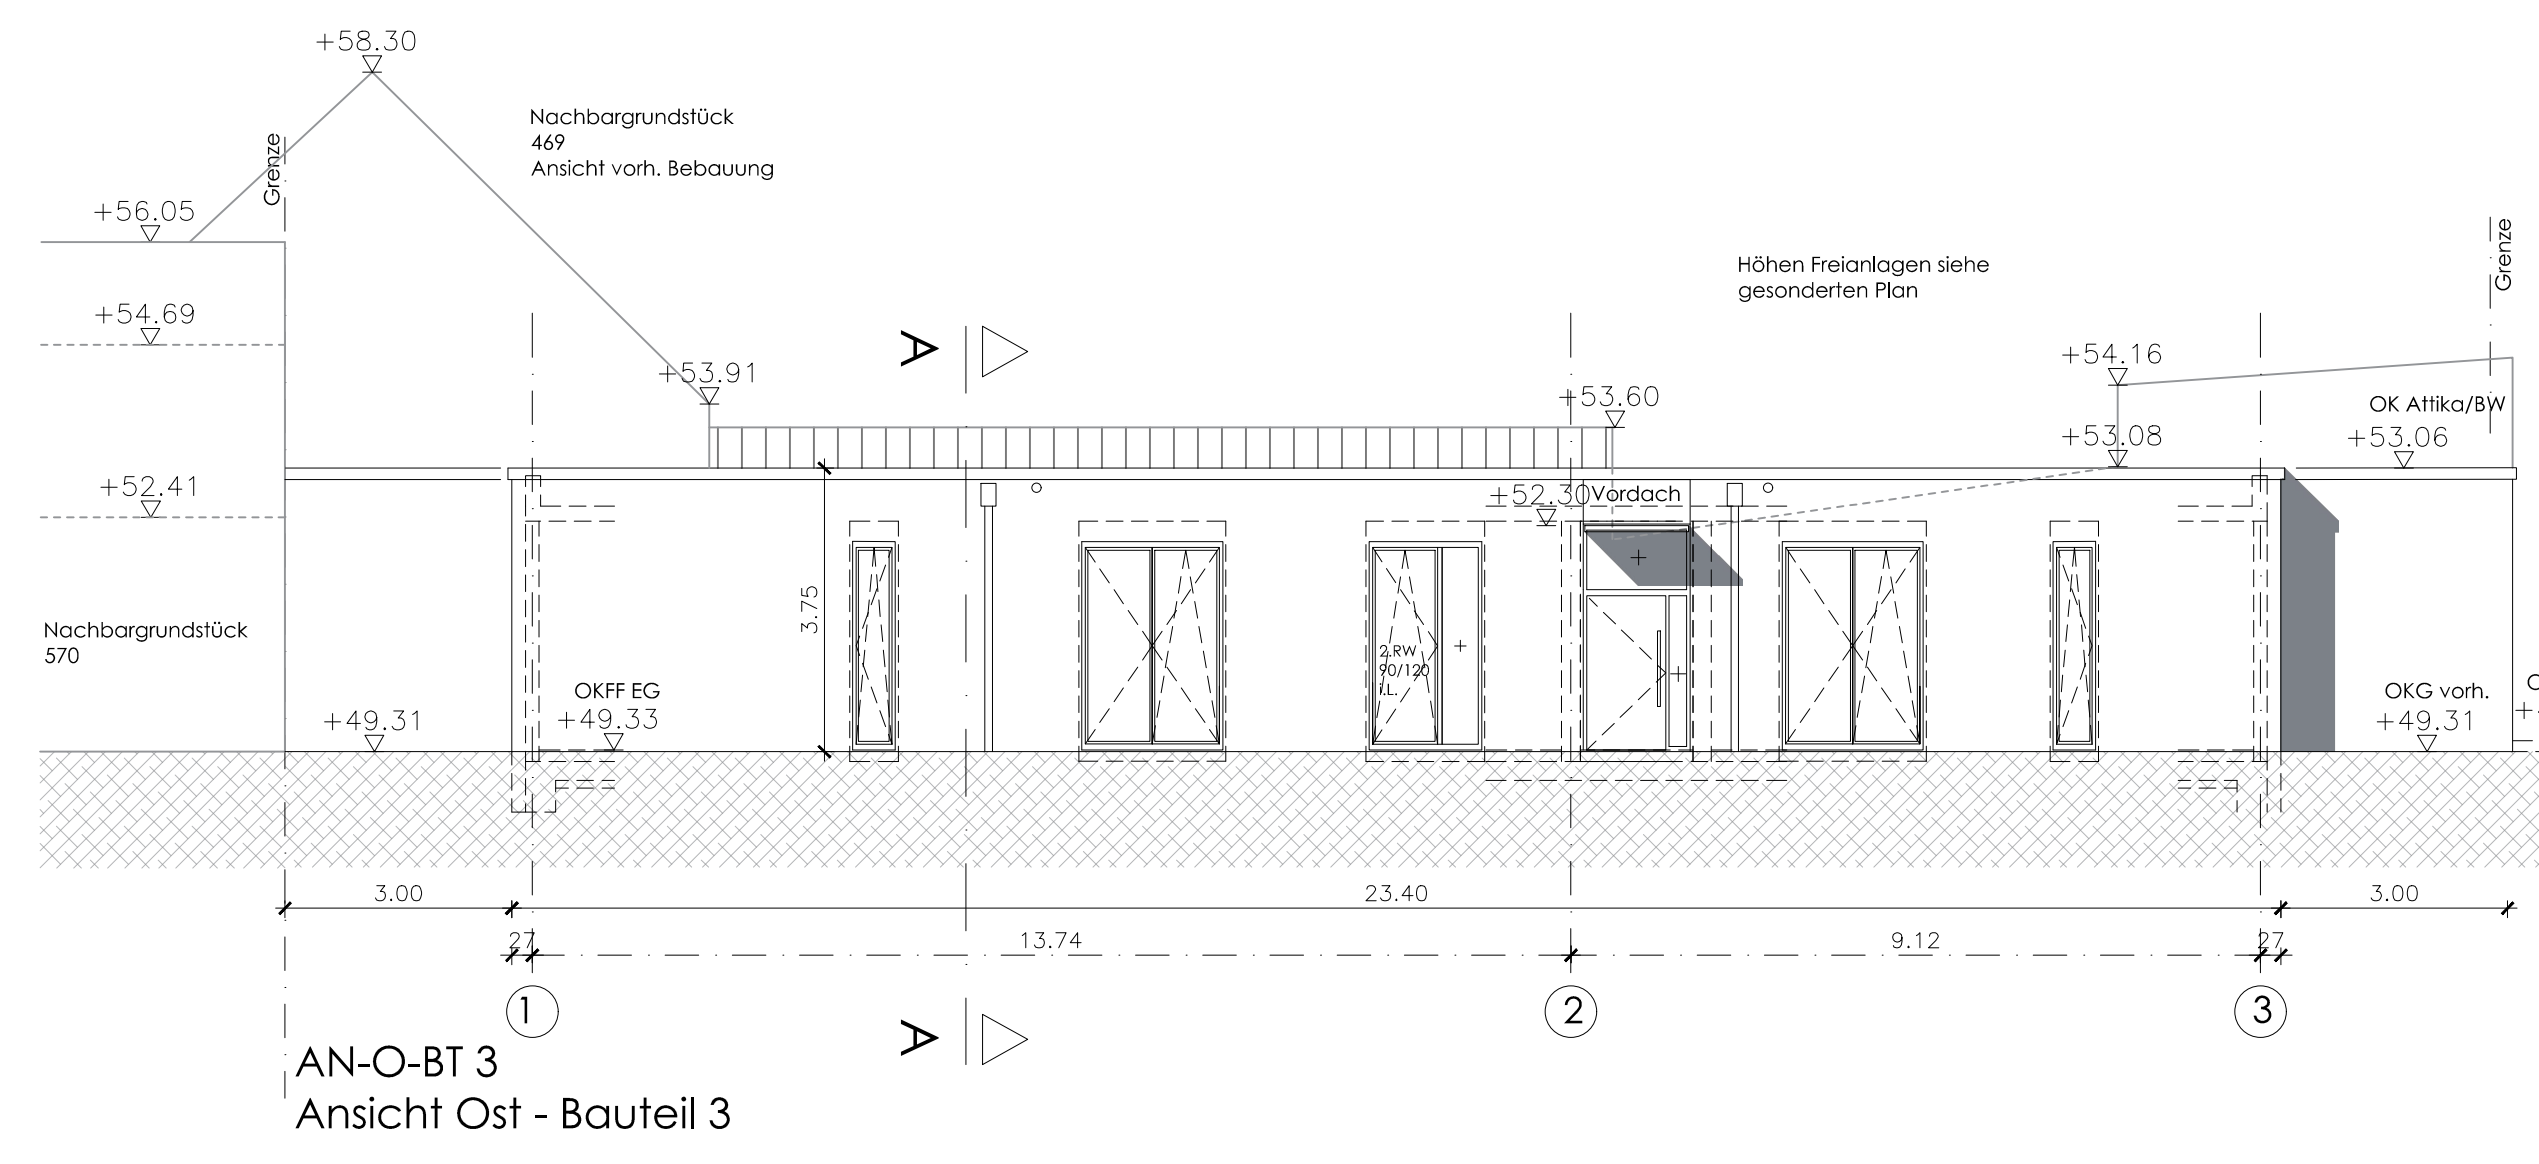 +58.30
Nachbargrundstück
469
Ansicht vorh. Bebauung
Grenze
+56.05
Grenze
Höhen Freianlagen siehe
gesonderten Plan
+54.69
A
+54.16
+53.91
+53.60
OK Attika/BW
+53.08
+53.06
+52.41
+52.30
Vordach
3.75
Nachbargrundstück
570
2.RW
90/120
i.L.
OKFF EG
+49.33
+49.31
OKG vorh.
+49.31
3.00
23.40
3.00
27
13.74
9.12
27
1
2
3
A
AN-O-BT 3
Ansicht Ost - Bauteil 3